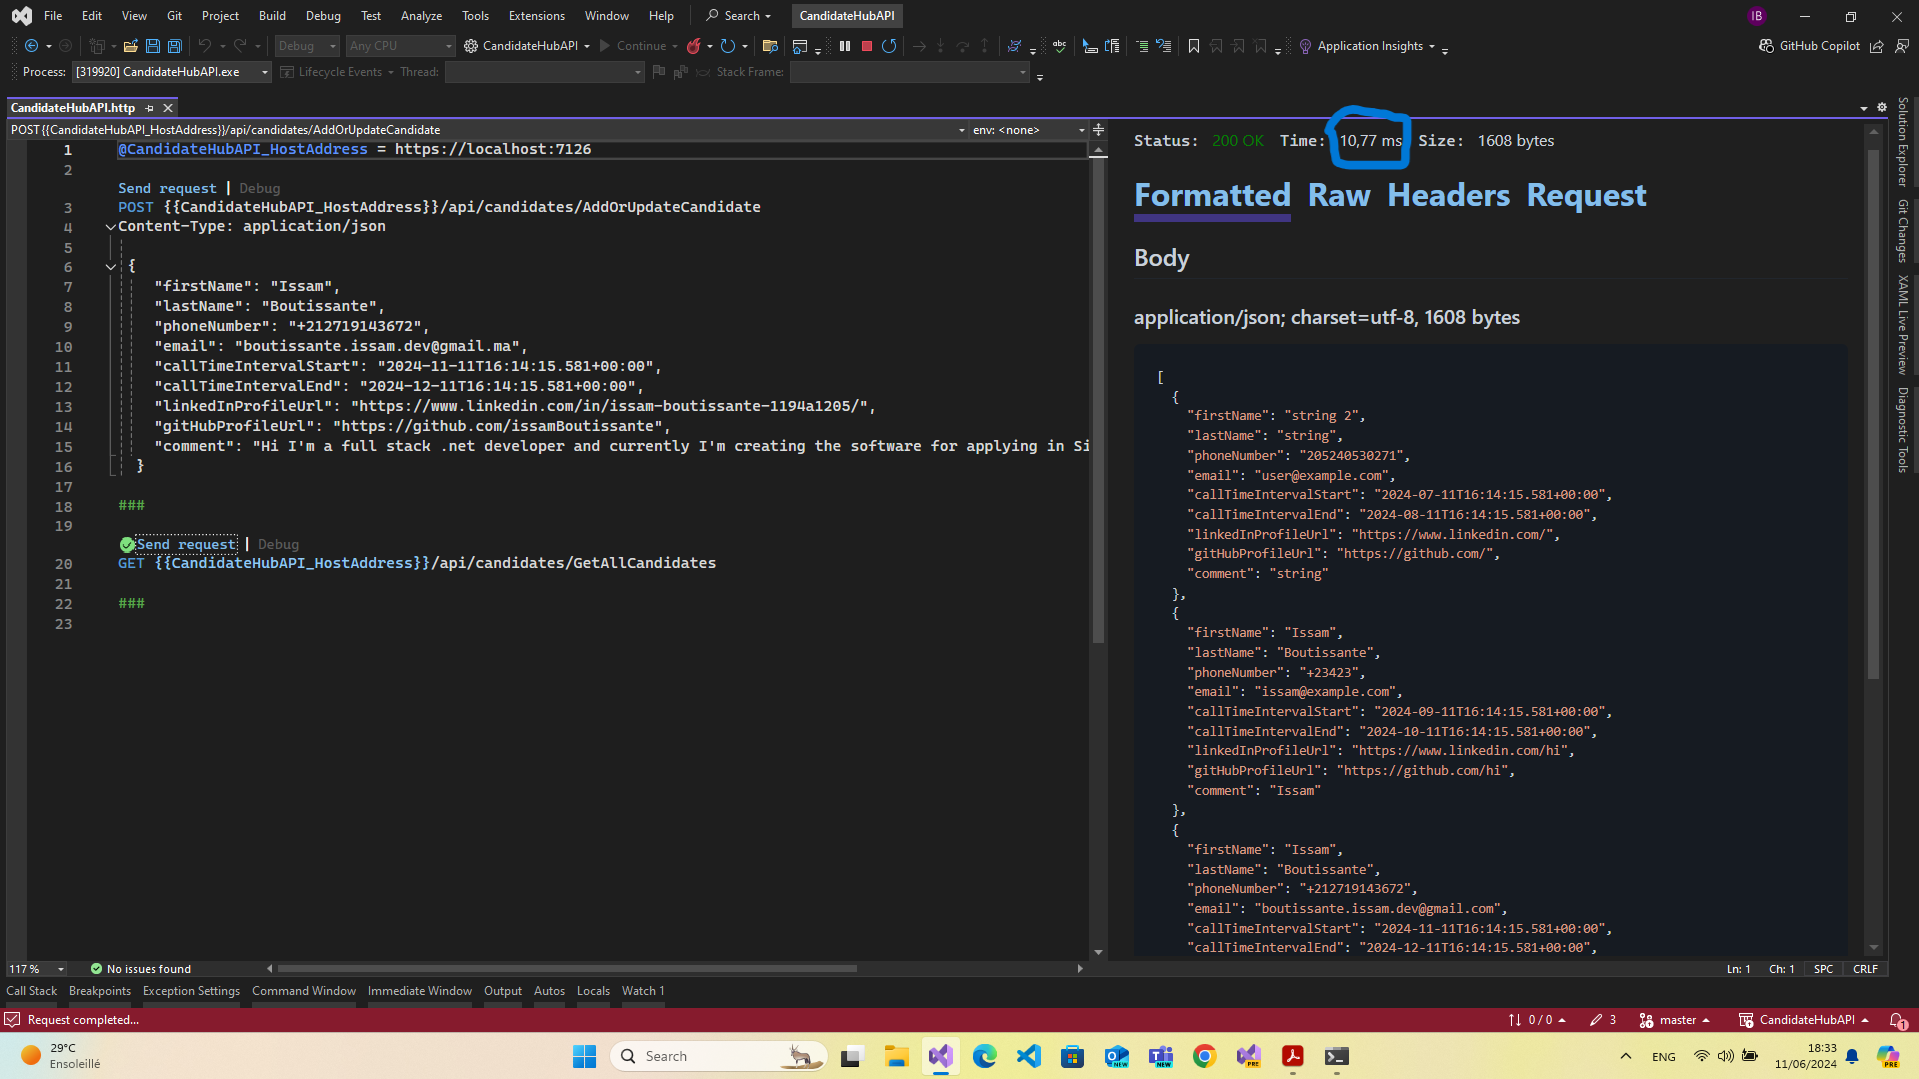 File Edit View Git Project Build Debug Test Analyze Tools Extensions Window Help Search CandidateHubAPI IB
Debug Any CPU CandidateHubAPI Continue abc Application Insights GitHub Copilot
Process: [319920] CandidateHubAPI.exe Lifecycle Events Thread: Stack Frame:
CandidateHubAPI.http
POST {{CandidateHubAPI_HostAddress}}/api/candidates/AddOrUpdateCandidate env: <none>
1 @CandidateHubAPI_HostAddress = https://localhost:7126
2
Send request | Debug
3 POST {{CandidateHubAPI_HostAddress}}/api/candidates/AddOrUpdateCandidate
4 Content-Type: application/json
5
6 {
7 "firstName": "Issam",
8 "lastName": "Boutissante",
9 "phoneNumber": "+212719143672",
10 "email": "boutissante.issam.dev@gmail.ma",
11 "callTimeIntervalStart": "2024-11-11T16:14:15.581+00:00",
12 "callTimeIntervalEnd": "2024-12-11T16:14:15.581+00:00",
13 "linkedInProfileUrl": "https://www.linkedin.com/in/issam-boutissante-1194a1205/",
14 "gitHubProfileUrl": "https://github.com/issamBoutissante",
15 "comment": "Hi I'm a full stack .net developer and currently I'm creating the software for applying in Si
16 }
17
18 ###
19
Send request | Debug
20 GET {{CandidateHubAPI_HostAddress}}/api/candidates/GetAllCandidates
21
22 ###
23
Status: 200 OK Time: 10,77 ms Size: 1608 bytes
Formatted Raw Headers Request
Body
application/json; charset=utf-8, 1608 bytes
[
{
"firstName": "string 2",
"lastName": "string",
"phoneNumber": "205240530271",
"email": "user@example.com",
"callTimeIntervalStart": "2024-07-11T16:14:15.581+00:00",
"callTimeIntervalEnd": "2024-08-11T16:14:15.581+00:00",
"linkedInProfileUrl": "https://www.linkedin.com/",
"gitHubProfileUrl": "https://github.com/",
"comment": "string"
},
{
"firstName": "Issam",
"lastName": "Boutissante",
"phoneNumber": "+23423",
"email": "issam@example.com",
"callTimeIntervalStart": "2024-09-11T16:14:15.581+00:00",
"callTimeIntervalEnd": "2024-10-11T16:14:15.581+00:00",
"linkedInProfileUrl": "https://www.linkedin.com/hi",
"gitHubProfileUrl": "https://github.com/hi",
"comment": "Issam"
},
{
"firstName": "Issam",
"lastName": "Boutissante",
"phoneNumber": "+212719143672",
"email": "boutissante.issam.dev@gmail.com",
"callTimeIntervalStart": "2024-11-11T16:14:15.581+00:00",
"callTimeIntervalEnd": "2024-12-11T16:14:15.581+00:00",
Solution Explorer
Git Changes
XAML Live Preview
Diagnostic Tools
117 % No issues found Ln: 1 Ch: 1 SPC CRLF
Call Stack Breakpoints Exception Settings Command Window Immediate Window Output Autos Locals Watch 1
Request completed... 0 / 0 3 master CandidateHubAPI 1
29°C
Ensoleillé
Search
NEW NEW PRE
ENG
18:33
11/06/2024
PRE